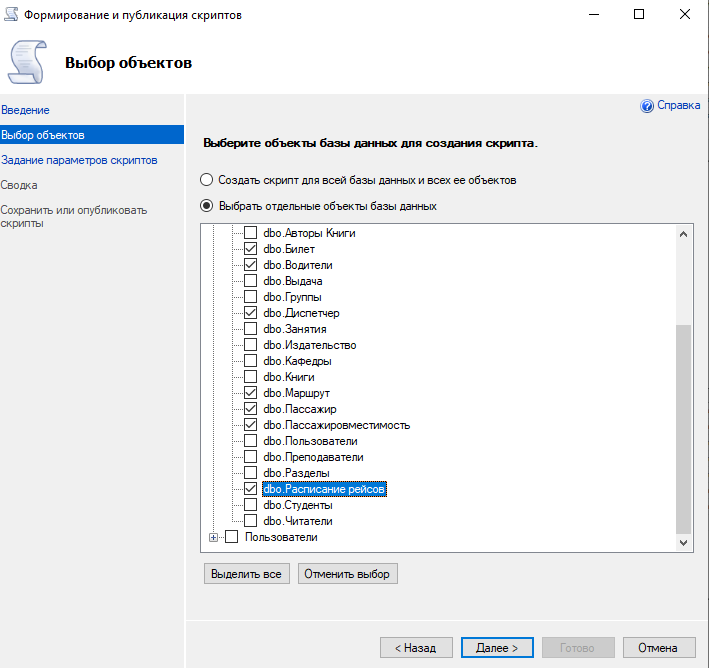 Формирование и публикация скриптов
Выбор объектов
Введение
Выбор объектов
Задание параметров скриптов
Сводка
Сохранить или опубликовать
скрипты
Справка
Выберите объекты базы данных для создания скрипта.
Создать скрипт для всей базы данных и всех ее объектов
Выбрать отдельные объекты базы данных
dbo.Авторы Книги
dbo.Билет
dbo.Водители
dbo.Выдача
dbo.Группы
dbo.Диспетчер
dbo.Занятия
dbo.Издательство
dbo.Кафедры
dbo.Книги
dbo.Маршрут
dbo.Пассажир
dbo.Пассажировместимость
dbo.Пользователи
dbo.Преподаватели
dbo.Разделы
dbo.Расписание рейсов
dbo.Студенты
dbo.Читатели
Пользователи
Выделить все
Отменить выбор
< Назад
Далее >
Готово
Отмена